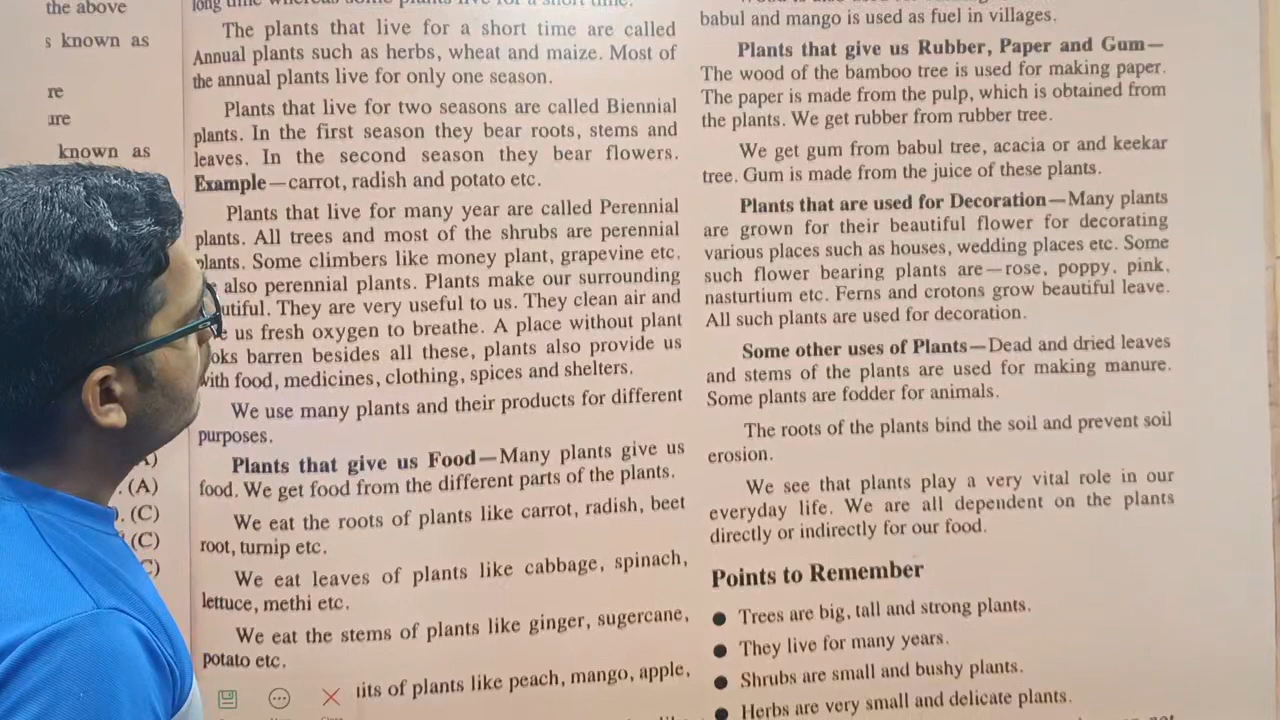 the above
s known as
re
are
known as
(A)
(C)
(C)
The plants that live for a short time are called
Annual plants such as herbs, wheat and maize. Most of
the annual plants live for only one season.
Plants that live for two seasons are called Biennial
plants. In the first season they bear roots, stems and
leaves. In the second season they bear flowers.
Example—carrot, radish and potato etc.
Plants that live for many year are called Perennial
plants. All trees and most of the shrubs are perennial
plants. Some climbers like money plant, grapevine etc.
also perennial plants. Plants make our surrounding
utiful. They are very useful to us. They clean air and
us fresh oxygen to breathe. A place without plant
oks barren besides all these, plants also provide us
with food, medicines, clothing, spices and shelters.
We use many plants and their products for different
purposes.
Plants that give us Food—Many plants give us
food. We get food from the different parts of the plants.
We eat the roots of plants like carrot, radish, beet
root, turnip etc.
We eat leaves of plants like cabbage, spinach,
lettuce, methi etc.
We eat the stems of plants like ginger, sugercane,
potato etc.
its of plants like peach, mango, apple,
babul and mango is used as fuel in villages.
Plants that give us Rubber, Paper and Gum—
The wood of the bamboo tree is used for making paper.
The paper is made from the pulp, which is obtained from
the plants. We get rubber from rubber tree.
We get gum from babul tree, acacia or and keekar
tree. Gum is made from the juice of these plants.
Plants that are used for Decoration—Many plants
are grown for their beautiful flower for decorating
various places such as houses, wedding places etc. Some
such flower bearing plants are—rose, poppy, pink,
nasturtium etc. Ferns and crotons grow beautiful leave.
All such plants are used for decoration.
Some other uses of Plants—Dead and dried leaves
and stems of the plants are used for making manure.
Some plants are fodder for animals.
The roots of the plants bind the soil and prevent soil
erosion.
We see that plants play a very vital role in our
everyday life. We are all dependent on the plants
directly or indirectly for our food.
Points to Remember
● Trees are big, tall and strong plants.
● They live for many years.
● Shrubs are small and bushy plants.
● Herbs are very small and delicate plants.